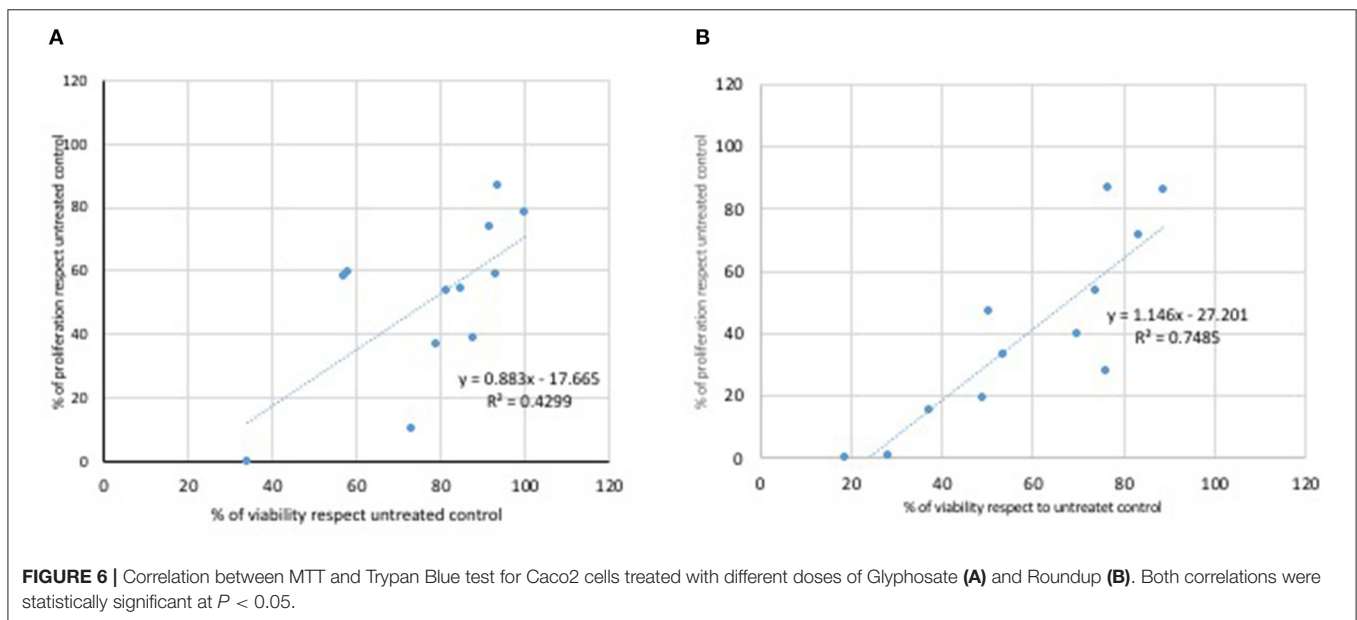 A
120
100
80
60
40
20
0
0 20 40 60 80 100 120
% of proliferation respect untreated control
% of viability respect untreated control
y = 0.883x - 17.665
R² = 0.4299
B
120
100
80
60
40
20
0
0 20 40 60 80 100 120
% of proliferation respect untreated control
% of viability respect to untreatet control
y = 1.146x - 27.201
R² = 0.7485
FIGURE 6 | Correlation between MTT and Trypan Blue test for Caco2 cells treated with different doses of Glyphosate (A) and Roundup (B). Both correlations were
statistically significant at P < 0.05.